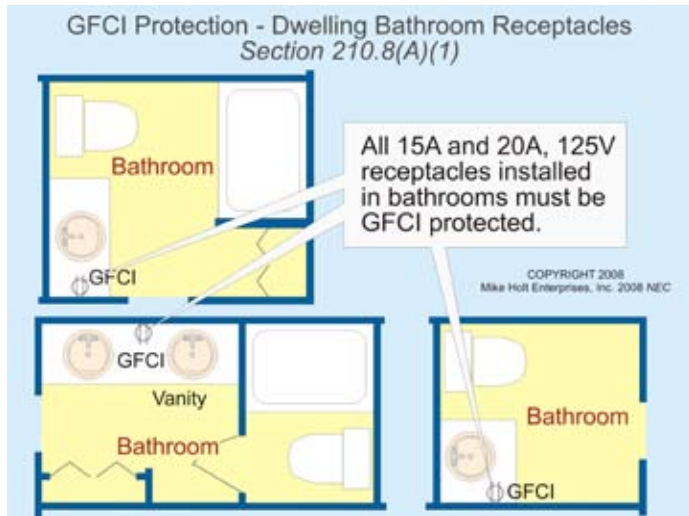 GFCI Protection - Dwelling Bathroom Receptacles
Section 210.8(A)(1)
Bathroom
All 15A and 20A, 125V
receptacles installed
in bathrooms must be
GFCI protected.
GFCI
COPYRIGHT 2008
Mike Holt Enterprises, Inc. 2008 NEC
GFCI
Vanity
Bathroom
Bathroom
GFCI